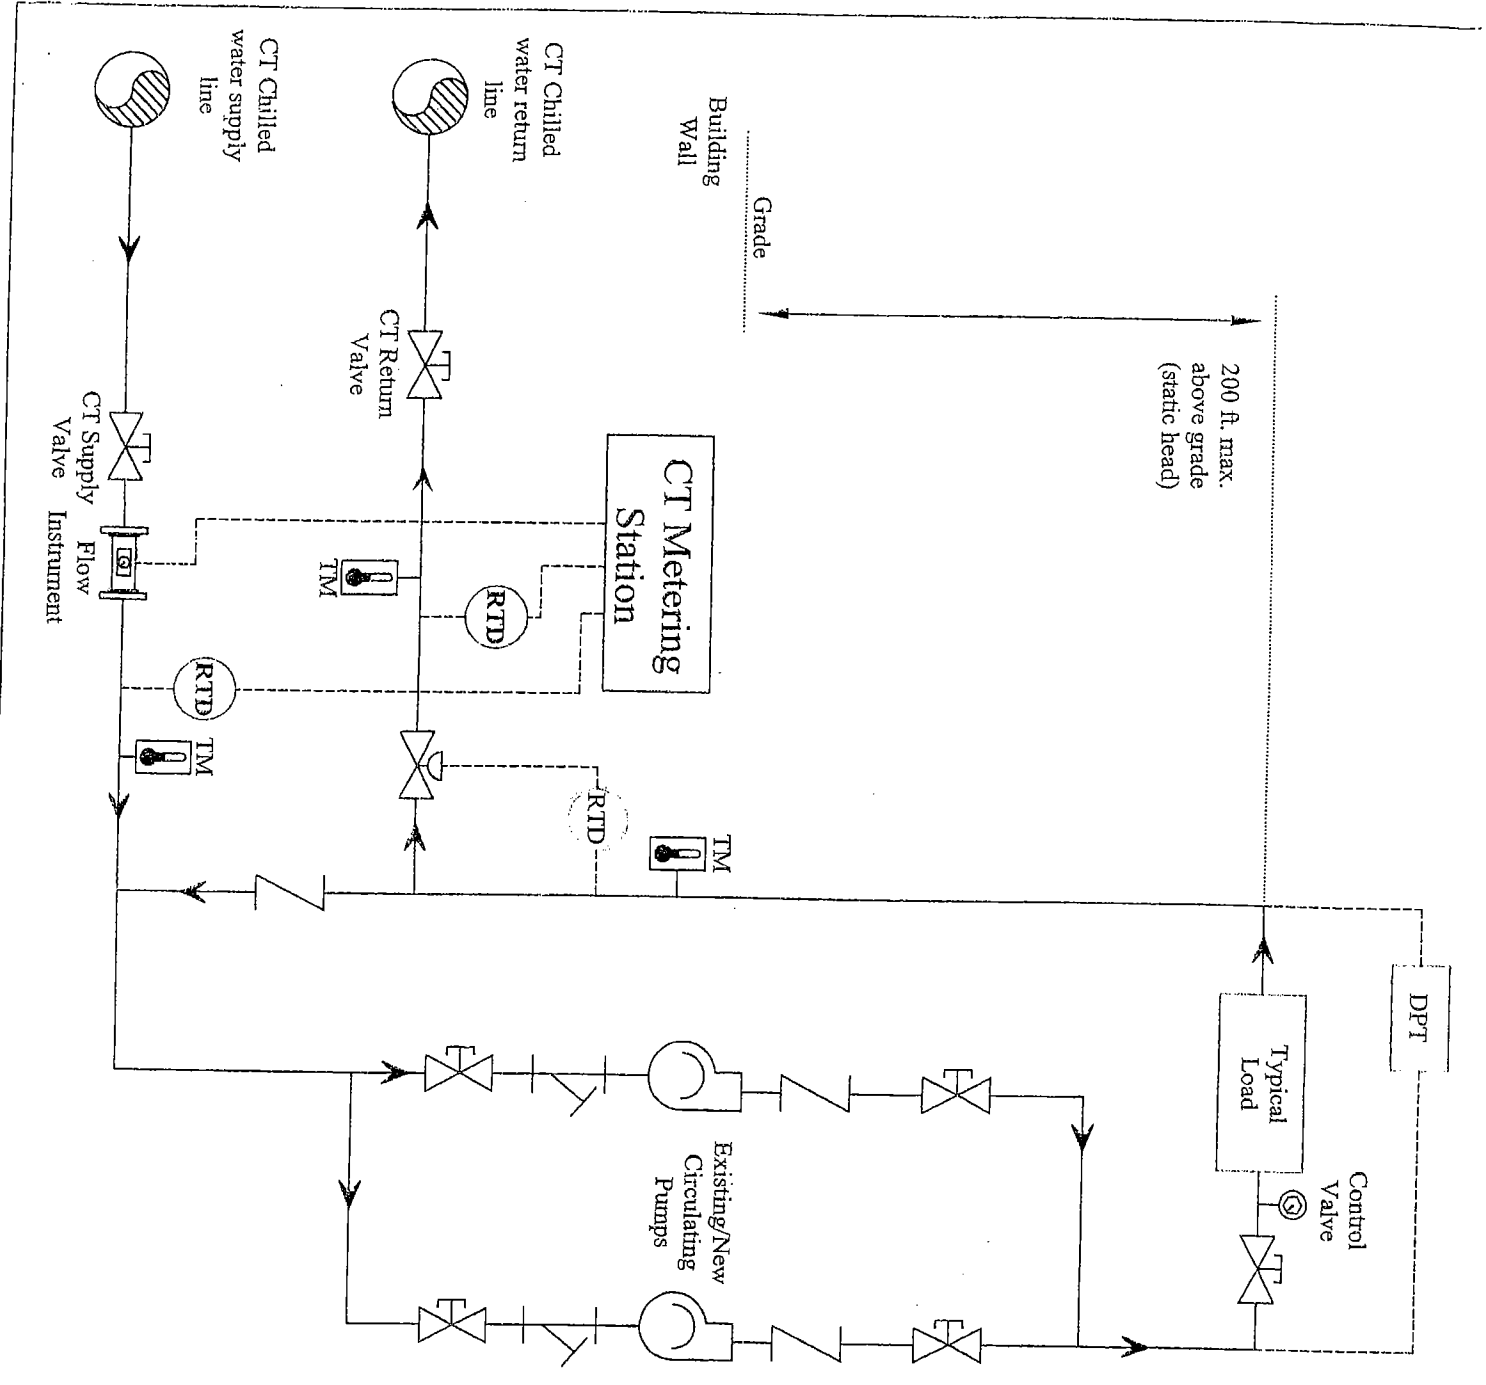 CT Chilled
water supply
line
CT Chilled
water return
line
Building
Wall
Grade
200 ft. max.
above grade
(static head)
CT Return
Valve
CT Supply
Valve
Flow
Instrument
CT Metering
Station
TM
RTD
RTD
TM
RTD
TM
DPT
Typical
Load
Control
Valve
Existing/New
Circulating
Pumps